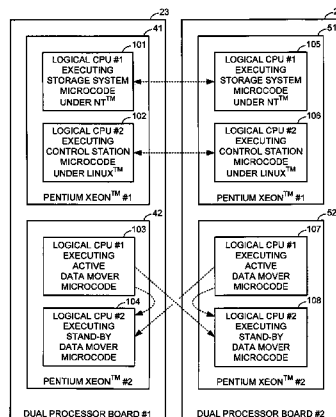 23
2
41
51
101
LOGICAL CPU #1
EXECUTING
STORAGE SYSTEM
MICROCODE
UNDER NT™
105
LOGICAL CPU #1
EXECUTING
STORAGE SYSTEM
MICROCODE
UNDER NT™
102
LOGICAL CPU #2
EXECUTING
CONTROL STATION
MICROCODE
UNDER LINUX™
106
LOGICAL CPU #2
EXECUTING
CONTROL STATION
MICROCODE
UNDER LINUX™
PENTIUM XEON™ #1
PENTIUM XEON™ #1
42
52
103
LOGICAL CPU #1
EXECUTING
ACTIVE
DATA MOVER
MICROCODE
107
LOGICAL CPU #1
EXECUTING
ACTIVE
DATA MOVER
MICROCODE
104
LOGICAL CPU #2
EXECUTING
STAND-BY
DATA MOVER
MICROCODE
108
LOGICAL CPU #2
EXECUTING
STAND-BY
DATA MOVER
MICROCODE
PENTIUM XEON™ #2
PENTIUM XEON™ #2
DUAL PROCESSOR BOARD #1
DUAL PROCESSOR BOARD #2